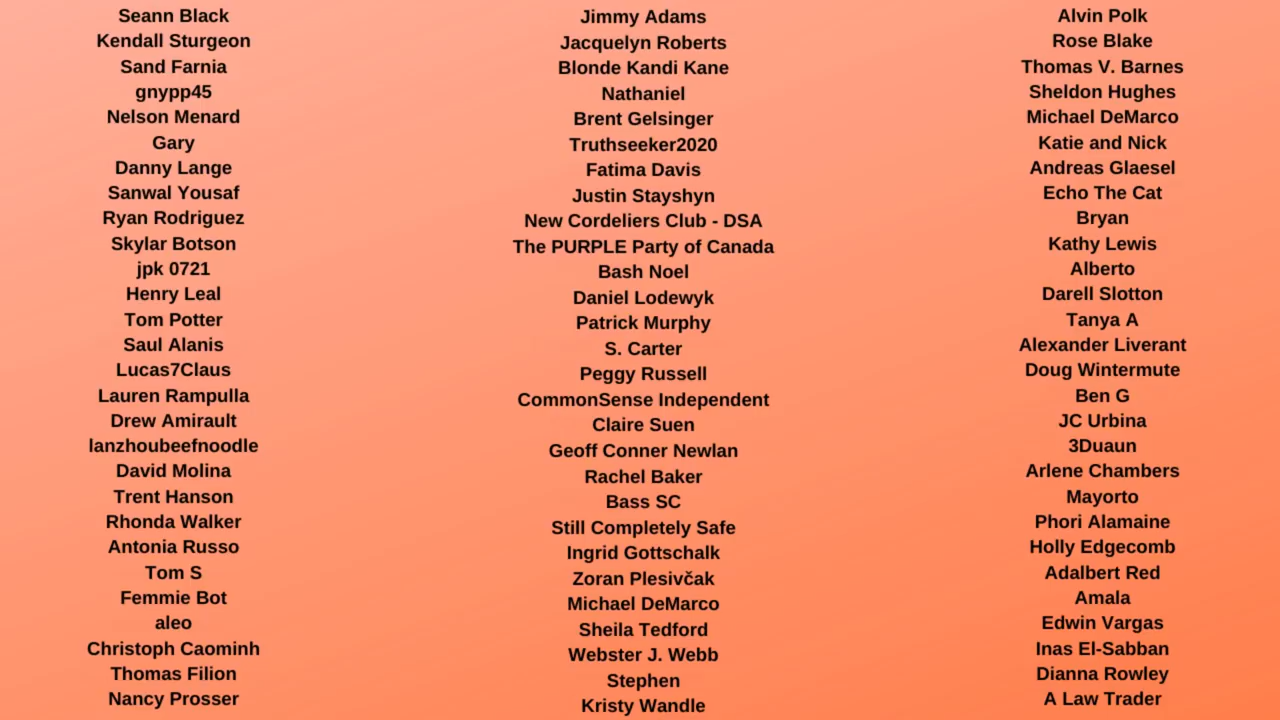 Seann Black
Kendall Sturgeon
Sand Farnia
gnypp45
Nelson Menard
Gary
Danny Lange
Sanwal Yousaf
Ryan Rodriguez
Skylar Botson
jpk 0721
Henry Leal
Tom Potter
Saul Alanis
Lucas7Claus
Lauren Rampulla
Drew Amirault
lanzhoubeefnoodle
David Molina
Trent Hanson
Rhonda Walker
Antonia Russo
Tom S
Femmie Bot
aleo
Christoph Caominh
Thomas Filion
Nancy Prosser
Jimmy Adams
Jacquelyn Roberts
Blonde Kandi Kane
Nathaniel
Brent Gelsinger
Truthseeker2020
Fatima Davis
Justin Stayshyn
New Cordeliers Club - DSA
The PURPLE Party of Canada
Bash Noel
Daniel Lodewyk
Patrick Murphy
S. Carter
Peggy Russell
CommonSense Independent
Claire Suen
Geoff Conner Newlan
Rachel Baker
Bass SC
Still Completely Safe
Ingrid Gottschalk
Zoran Plesivčak
Michael DeMarco
Sheila Tedford
Webster J. Webb
Stephen
Kristy Wandle
Alvin Polk
Rose Blake
Thomas V. Barnes
Sheldon Hughes
Michael DeMarco
Katie and Nick
Andreas Glaesel
Echo The Cat
Bryan
Kathy Lewis
Alberto
Darell Slotton
Tanya A
Alexander Liverant
Doug Wintermute
Ben G
JC Urbina
3Duaun
Arlene Chambers
Mayorto
Phori Alamaine
Holly Edgecomb
Adalbert Red
Amala
Edwin Vargas
Inas El-Sabban
Dianna Rowley
A Law Trader